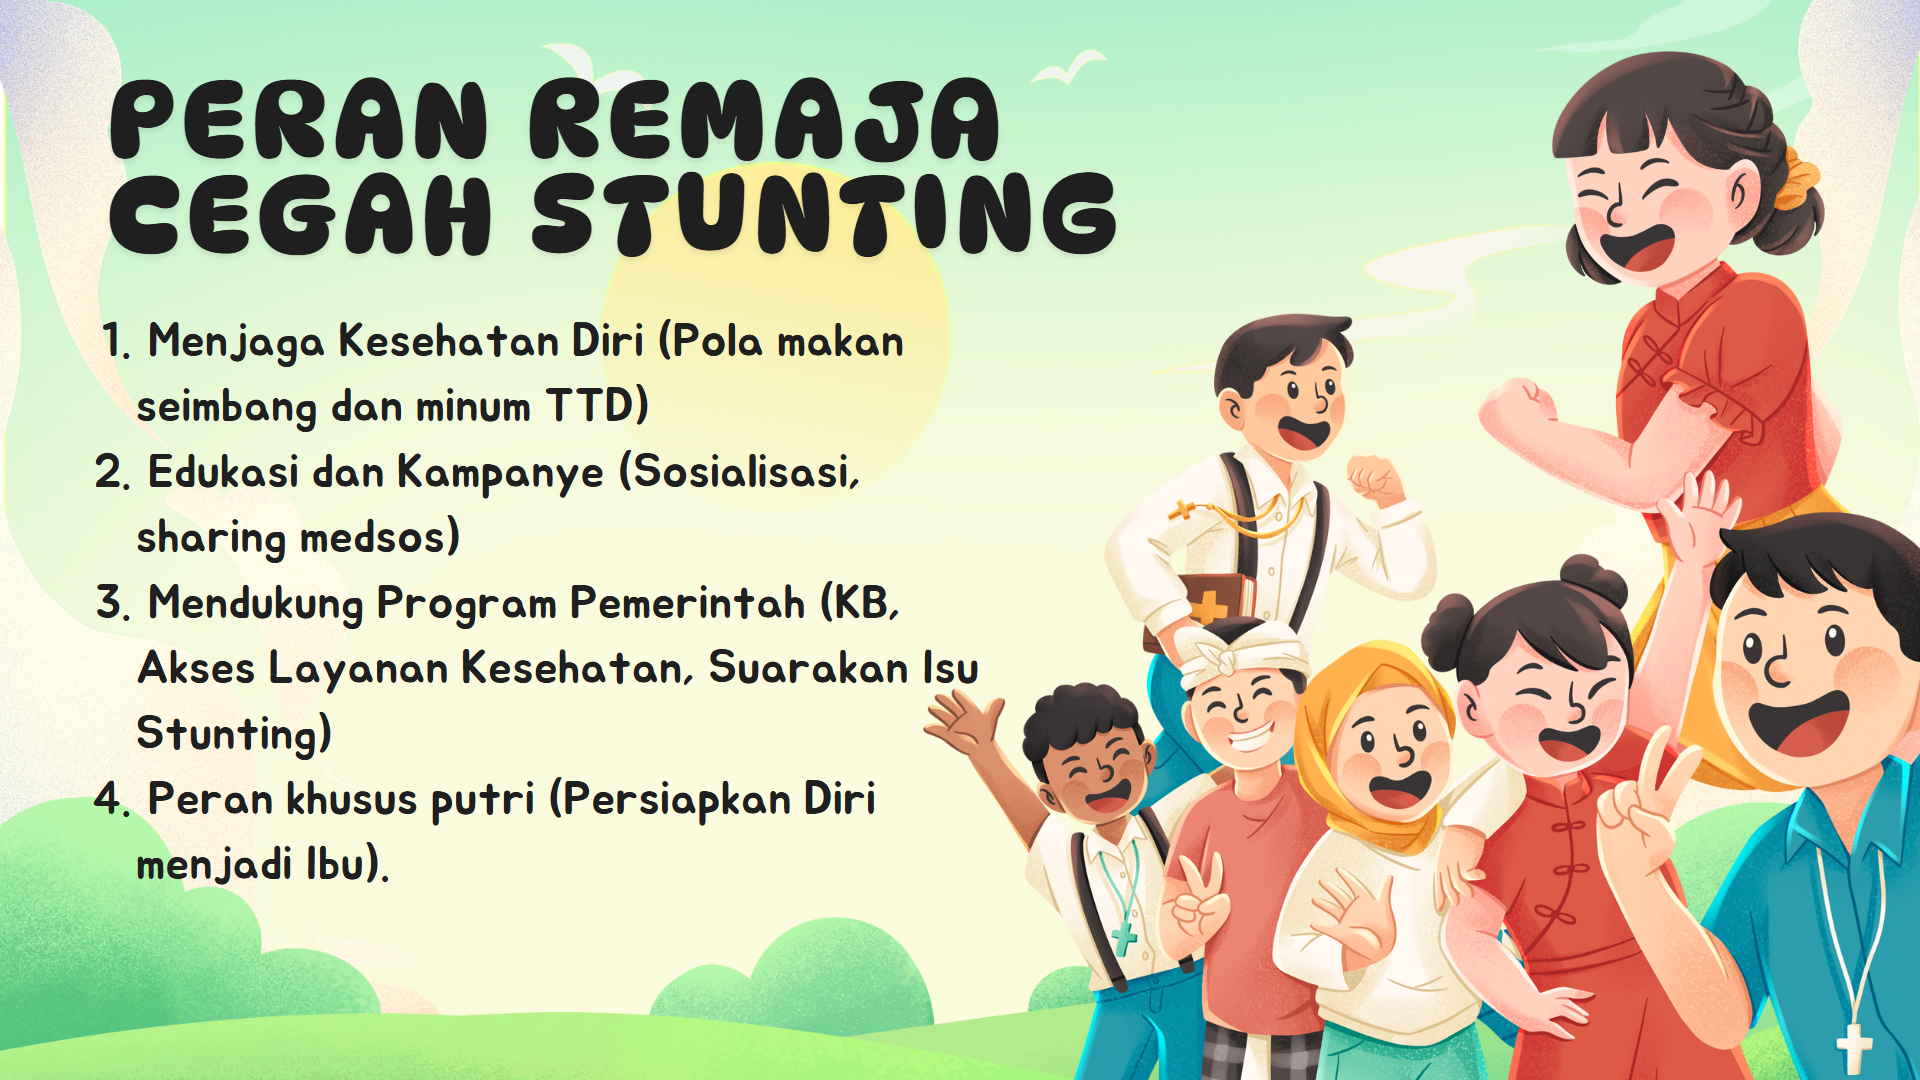 PERAN REMAJA
CEGAH STUNTING
1. Menjaga Kesehatan Diri (Pola makan
seimbang dan minum TTD)
2. Edukasi dan Kampanye (Sosialisasi,
sharing medsos)
3. Mendukung Program Pemerintah (KB,
Akses Layanan Kesehatan, Suarakan Isu
Stunting)
4. Peran khusus putri (Persiapkan Diri
menjadi Ibu).